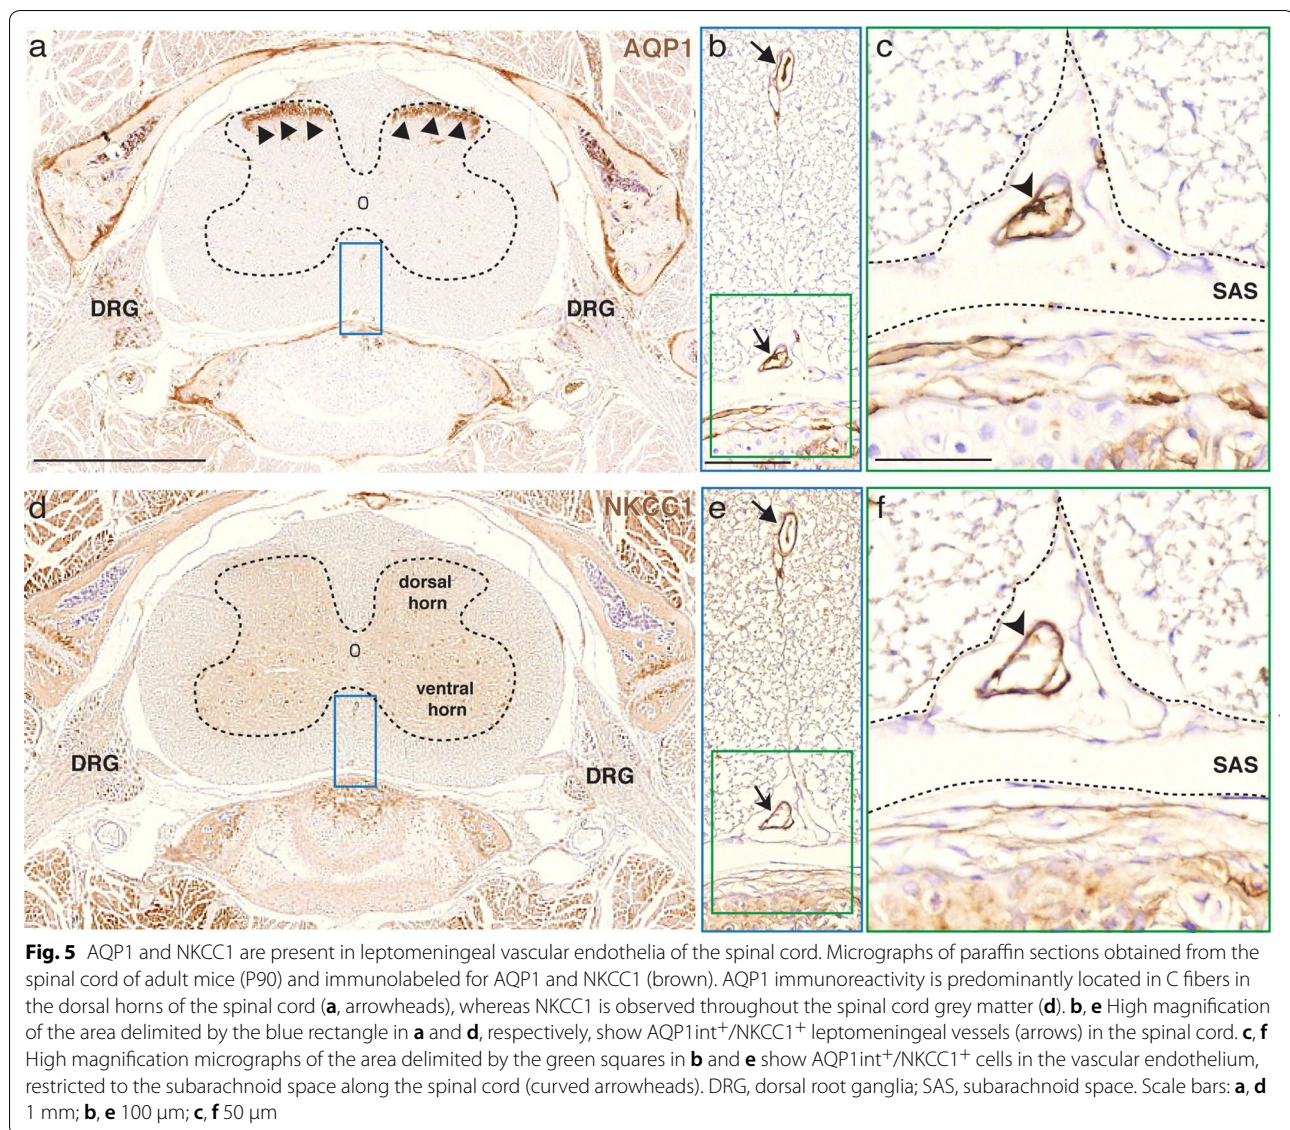 a
AQP1
DRG
DRG
b
c
SAS
d
NKCC1
dorsal
horn
ventral
horn
DRG
DRG
e
f
SAS
Fig. 5 AQP1 and NKCC1 are present in leptomeningeal vascular endothelia of the spinal cord. Micrographs of paraffin sections obtained from the
spinal cord of adult mice (P90) and immunolabeled for AQP1 and NKCC1 (brown). AQP1 immunoreactivity is predominantly located in C fibers in
the dorsal horns of the spinal cord (a, arrowheads), whereas NKCC1 is observed throughout the spinal cord grey matter (d). b, e High magnification
of the area delimited by the blue rectangle in a and d, respectively, show AQP1int⁺/NKCC1⁺ leptomeningeal vessels (arrows) in the spinal cord. c, f
High magnification micrographs of the area delimited by the green squares in b and e show AQP1int⁺/NKCC1⁺ cells in the vascular endothelium,
restricted to the subarachnoid space along the spinal cord (curved arrowheads). DRG, dorsal root ganglia; SAS, subarachnoid space. Scale bars: a, d
1 mm; b, e 100 µm; c, f 50 µm